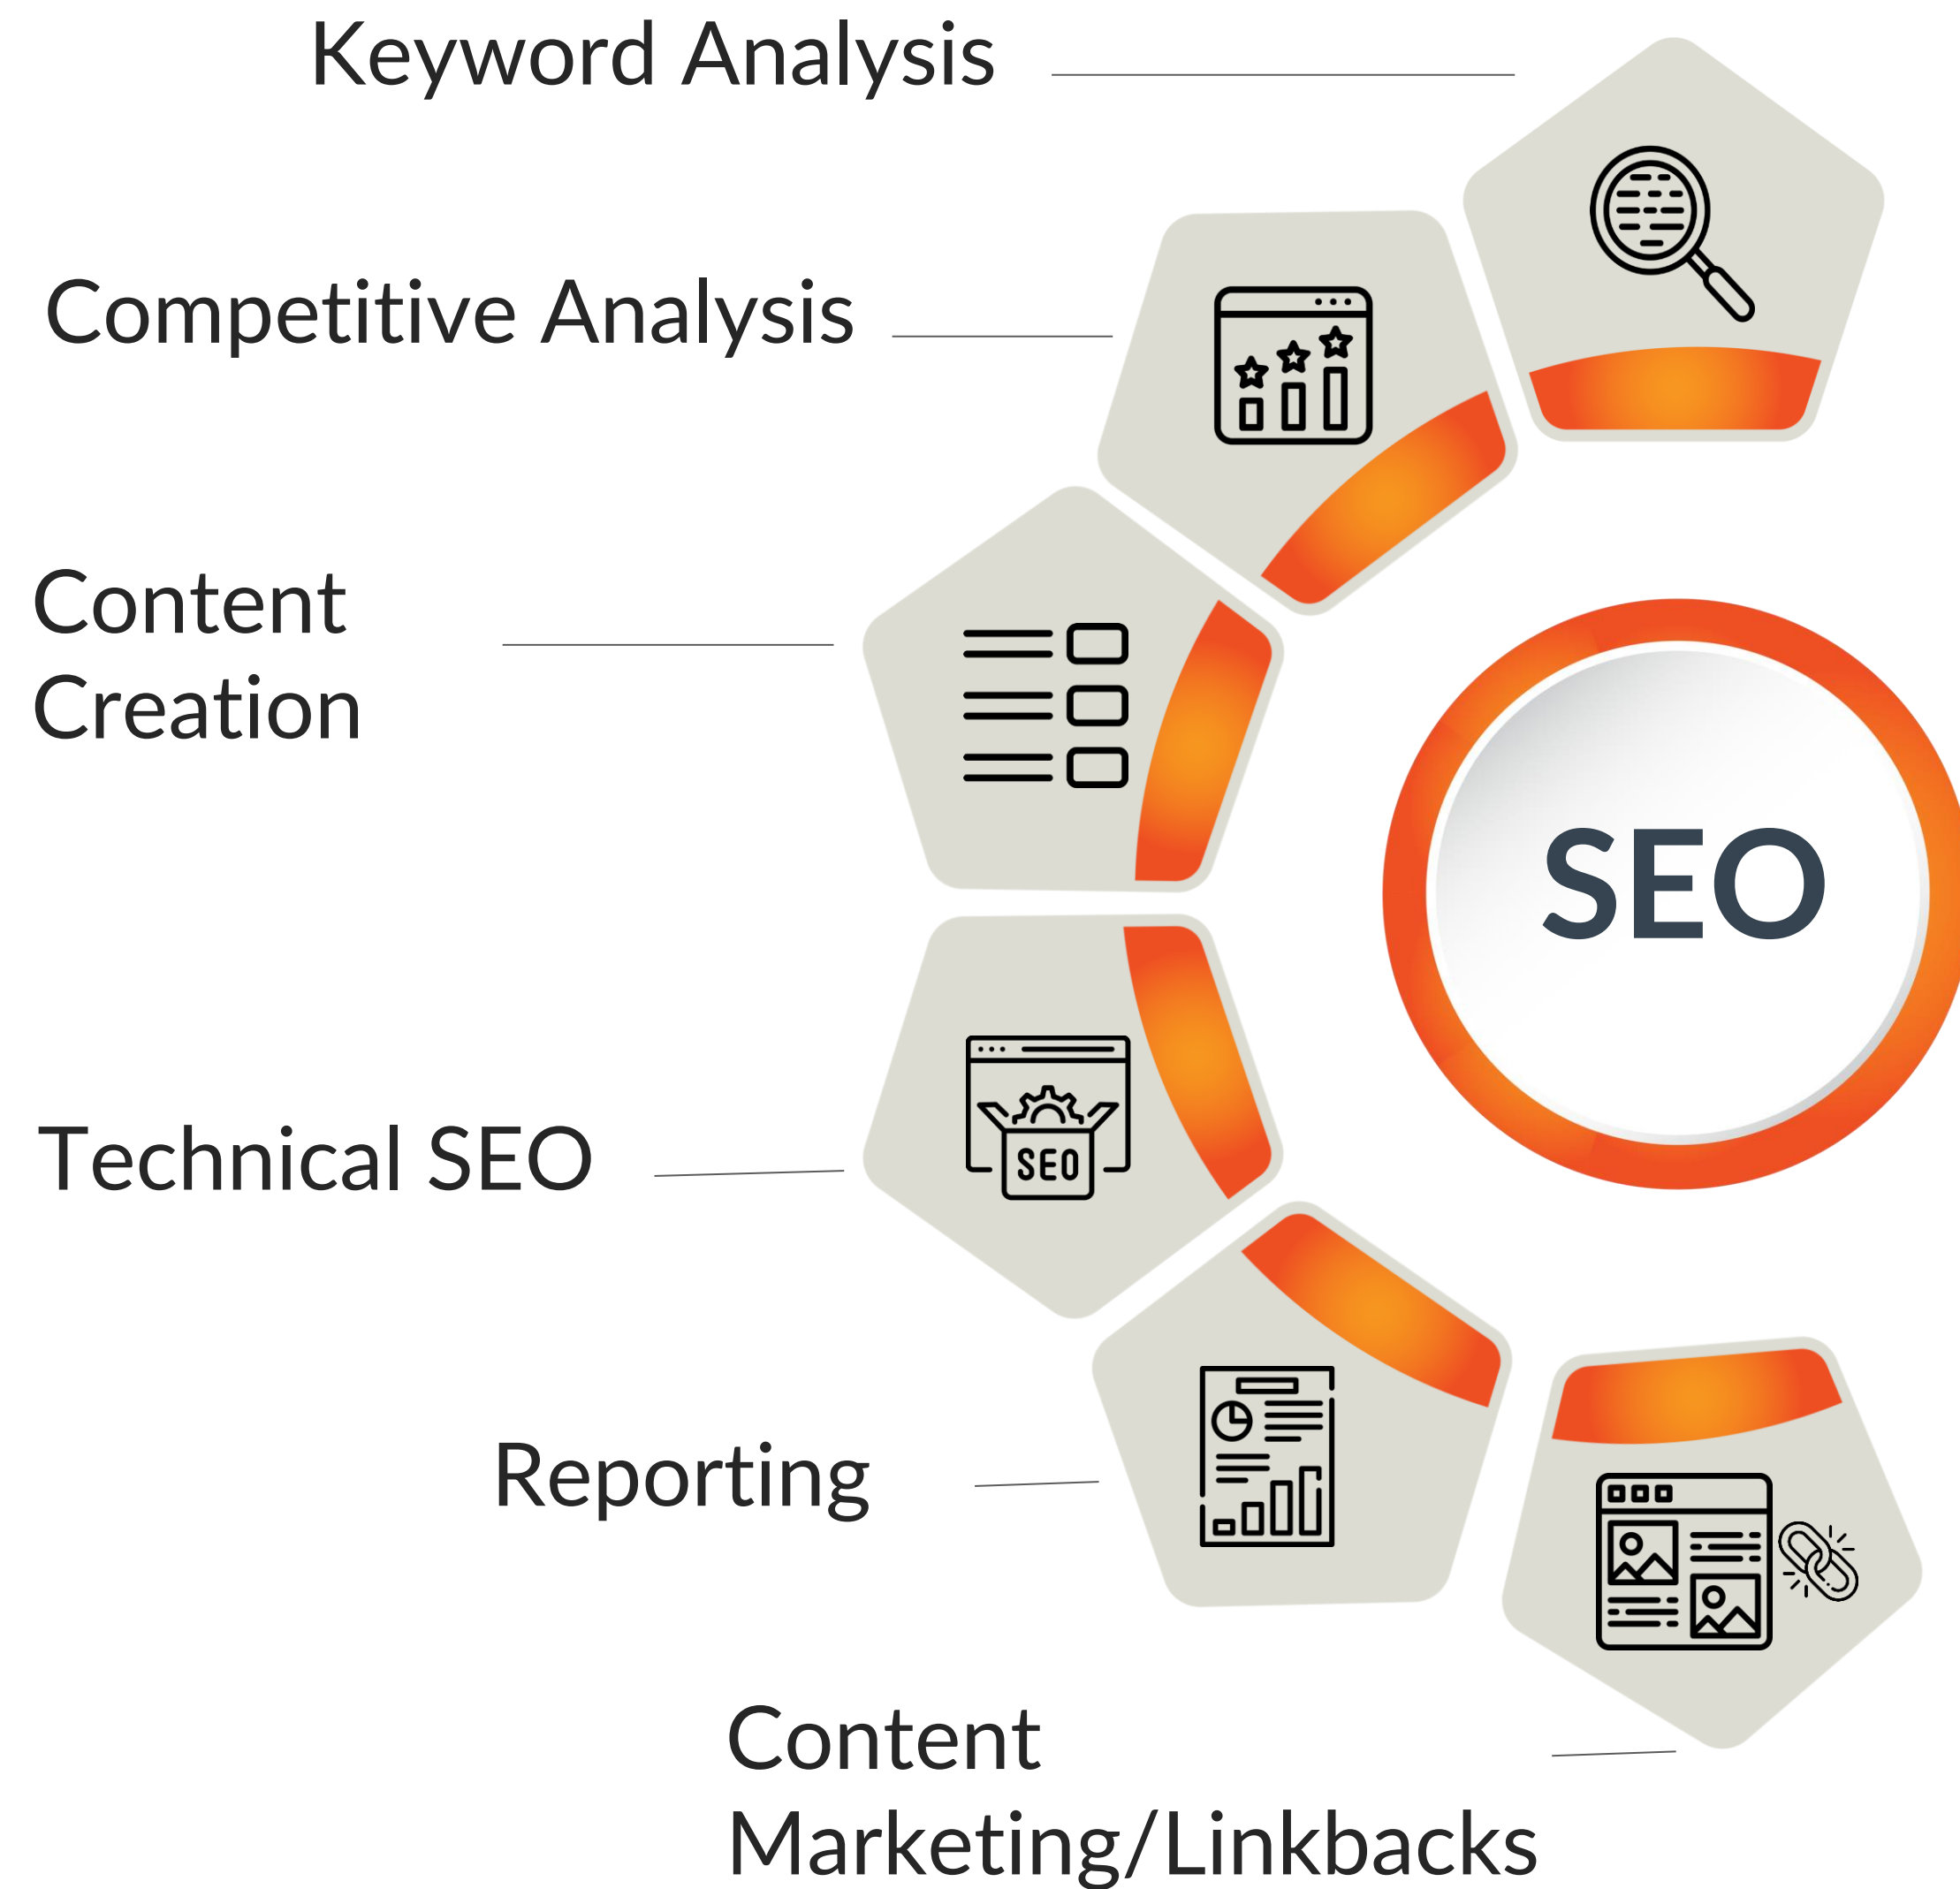 Keyword Analysis
Competitive Analysis
Content
Creation
SEO
Technical SEO
SEO
Reporting
Content
Marketing/Linkbacks